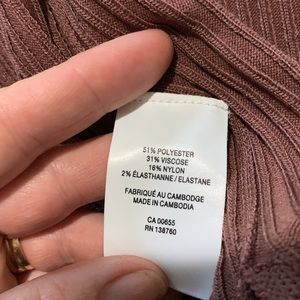 51% POLYESTER
31% VISCOSE
16% NYLON
2% ÉLASTHANNE / ELASTANE
FABRIQUÉ AU CAMBODGE
MADE IN CAMBODIA
CA 00655
RN 138760